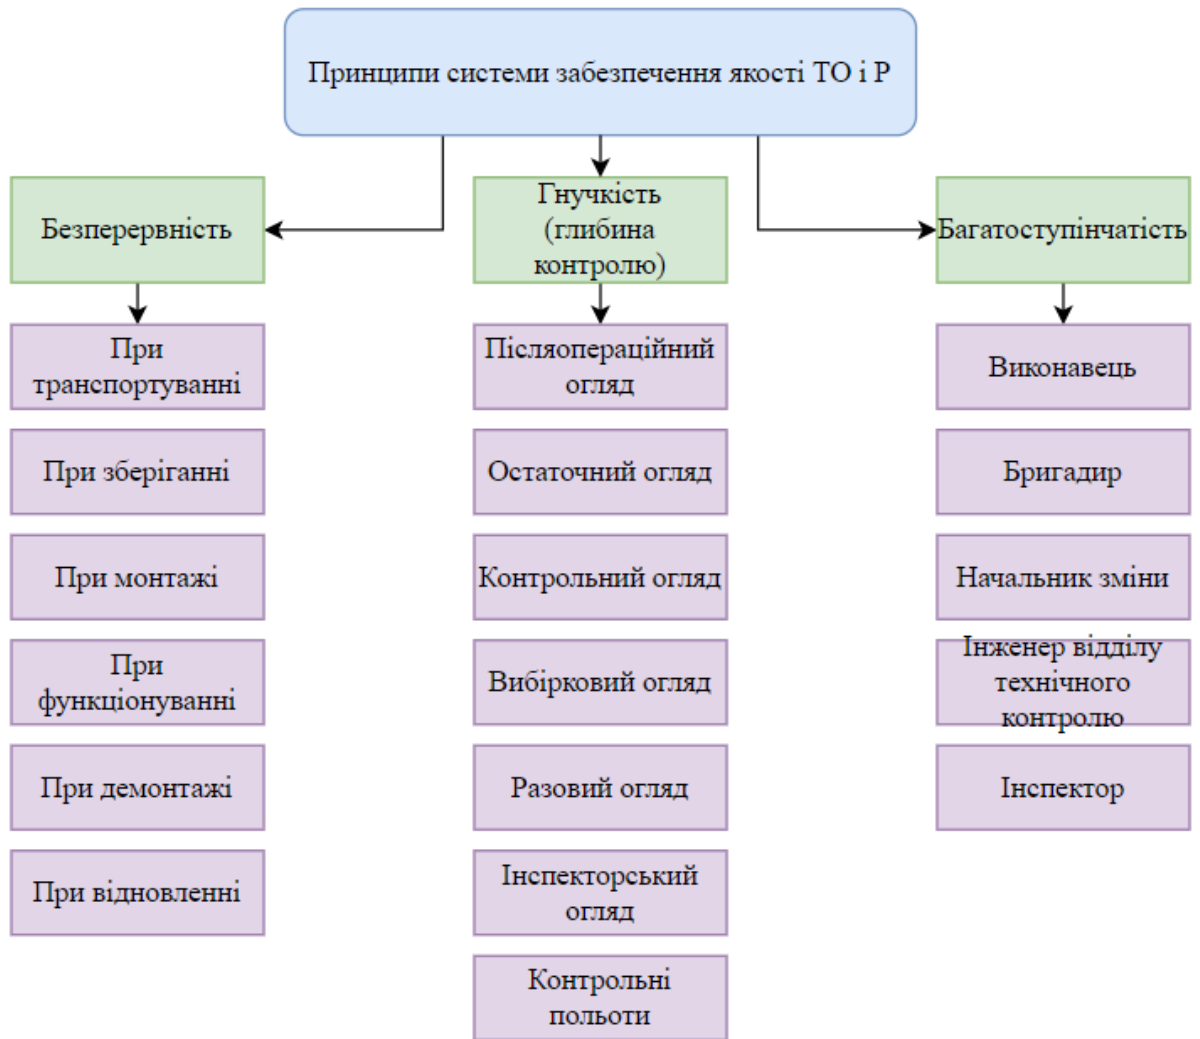 Принципи системи забезпечення якості ТО і Р
Безперервність
Гнучкість
(глибина
контролю)
Багатоступінчатість
При
транспортуванні
При зберіганні
При монтажі
При
функціонуванні
При демонтажі
При відновленні
Післяопераційний
огляд
Остаточний огляд
Контрольний огляд
Вибірковий огляд
Разовий огляд
Інспекторський
огляд
Контрольні
польоти
Виконавець
Бригадир
Начальник зміни
Інженер відділу
технічного
контролю
Інспектор